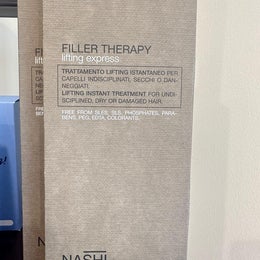 FILLER THERAPY
lifting express
TRATTAMENTO LIFTING ISTANTANEO PER
CAPELLI INDISCIPLINATI, SECCHI O DAN-
NEGGIATI.
LIFTING INSTANT TREATMENT FOR UNDI-
SCIPLINED, DRY OR DAMAGED HAIR.
FREE FROM SLES, SLS, PHOSPHATES, PARA-
BENS, PEG, EDTA, COLORANTS.
NASHI